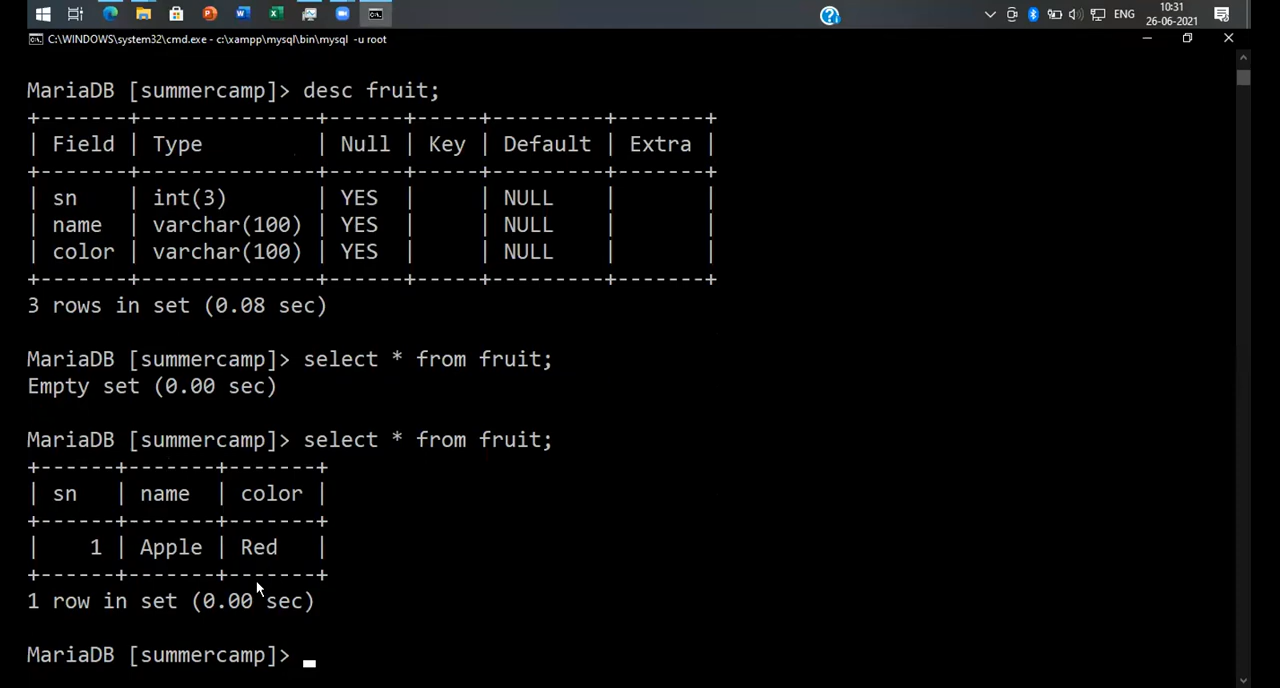 10:31
ENG
26-06-2021
C:\WINDOWS\system32\cmd.exe - c:\xampp\mysql\bin\mysql -u root
MariaDB [summercamp]> desc fruit;
+-------+--------------+------+-----+---------+-------+
| Field | Type         | Null | Key | Default | Extra |
+-------+--------------+------+-----+---------+-------+
| sn    | int(3)       | YES  |     | NULL    |       |
| name  | varchar(100) | YES  |     | NULL    |       |
| color | varchar(100) | YES  |     | NULL    |       |
+-------+--------------+------+-----+---------+-------+
3 rows in set (0.08 sec)
MariaDB [summercamp]> select * from fruit;
Empty set (0.00 sec)
MariaDB [summercamp]> select * from fruit;
+------+-------+-------+
| sn   | name  | color |
+------+-------+-------+
|    1 | Apple | Red   |
+------+-------+-------+
1 row in set (0.00 sec)
MariaDB [summercamp]>